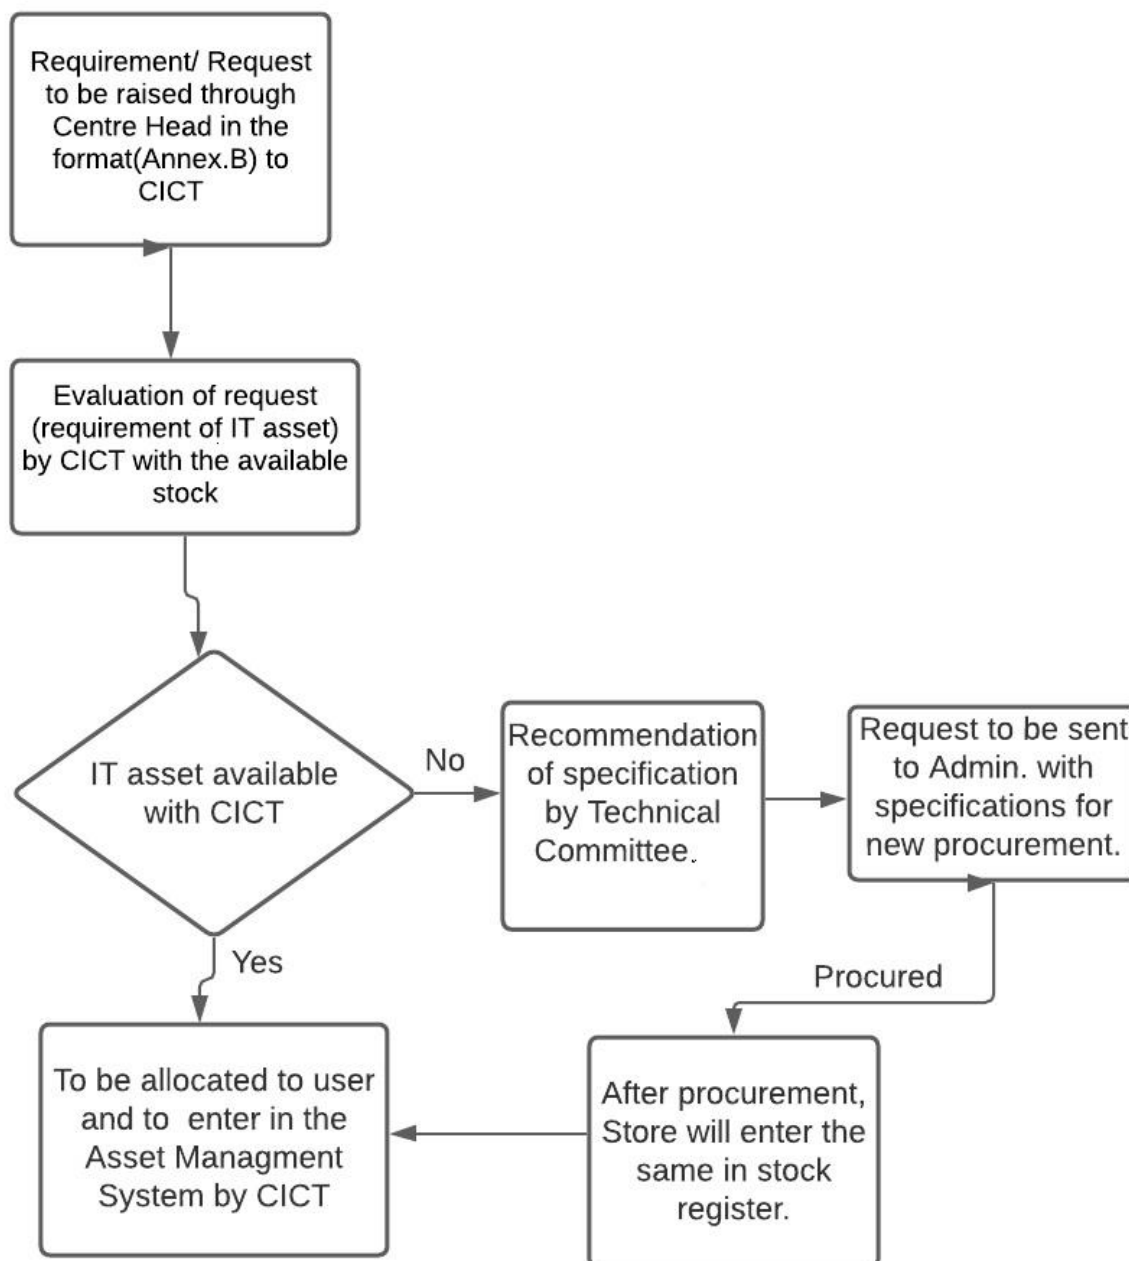 Requirement/ Request
to be raised through
Centre Head in the
format(Annex.B) to
CICT
Evaluation of request
(requirement of IT asset)
by CICT with the available
stock
IT asset available
with CICT
No
Recommendation
of specification
by Technical
Committee.
Request to be sent
to Admin. with
specifications for
new procurement.
Yes
Procured
To be allocated to user
and to enter in the
Asset Managment
System by CICT
After procurement,
Store will enter the
same in stock
register.